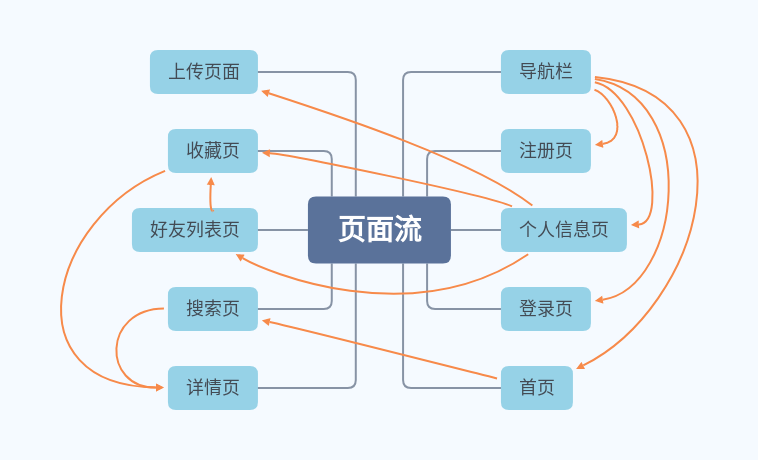 上传页面
导航栏
收藏页
注册页
好友列表页
页面流
个人信息页
搜索页
登录页
详情页
首页